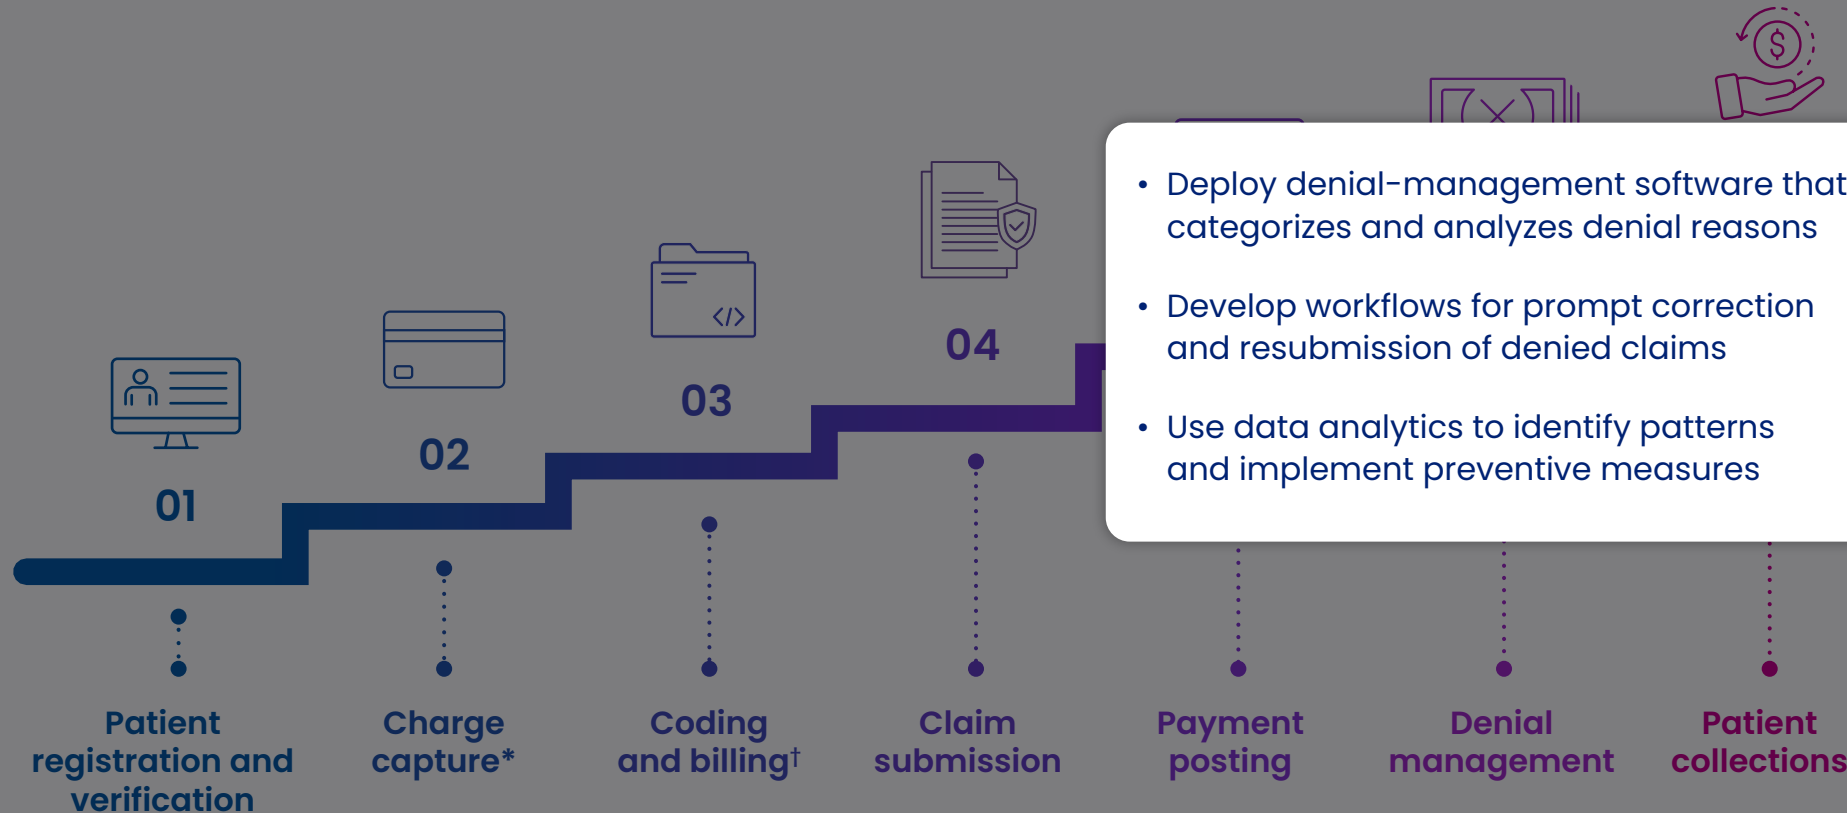 • Deploy denial-management software that
categorizes and analyzes denial reasons
• Develop workflows for prompt correction
and resubmission of denied claims
• Use data analytics to identify patterns
and implement preventive measures
01
02
03
</>
04
$
Patient
registration and
verification
Charge
capture*
Coding
and billing†
Claim
submission
Payment
posting
Denial
management
Patient
collections